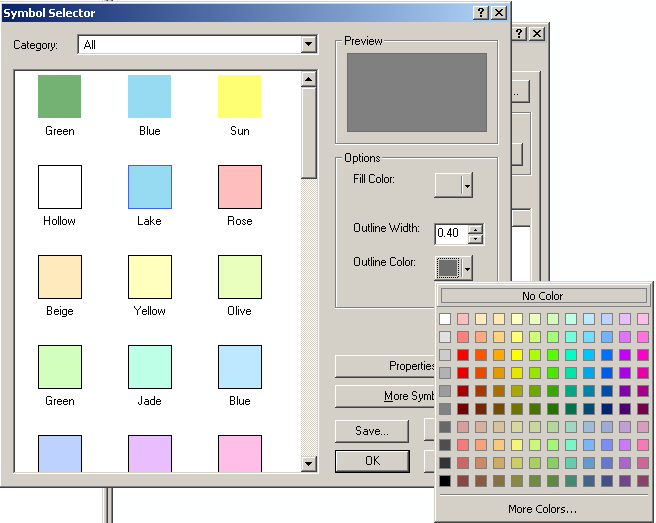 Symbol Selector
Category:
All
Preview
Green
Blue
Sun
Options
Fill Color:
Hollow
Lake
Rose
Outline Width:
0.40
Outline Color:
Beige
Yellow
Olive
No Color
Green
Jade
Blue
Properties
More Symb
Save...
OK
More Colors...